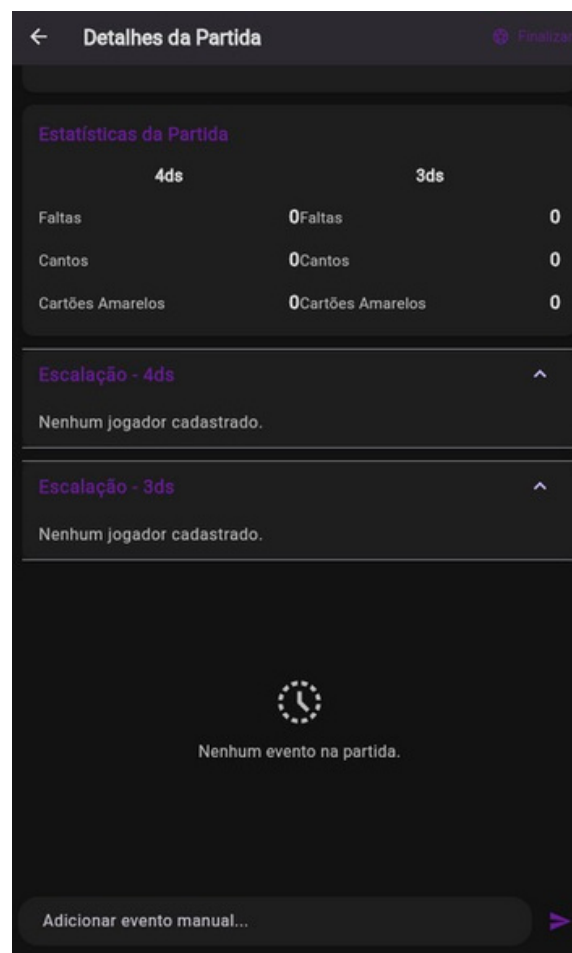 Detalhes da Partida
Finalizar
Estatísticas da Partida
4ds 3ds
Faltas 0Faltas 0
Cantos 0Cantos 0
Cartões Amarelos 0Cartões Amarelos 0
Escalação - 4ds
Nenhum jogador cadastrado.
Escalação - 3ds
Nenhum jogador cadastrado.
Nenhum evento na partida.
Adicionar evento manual...